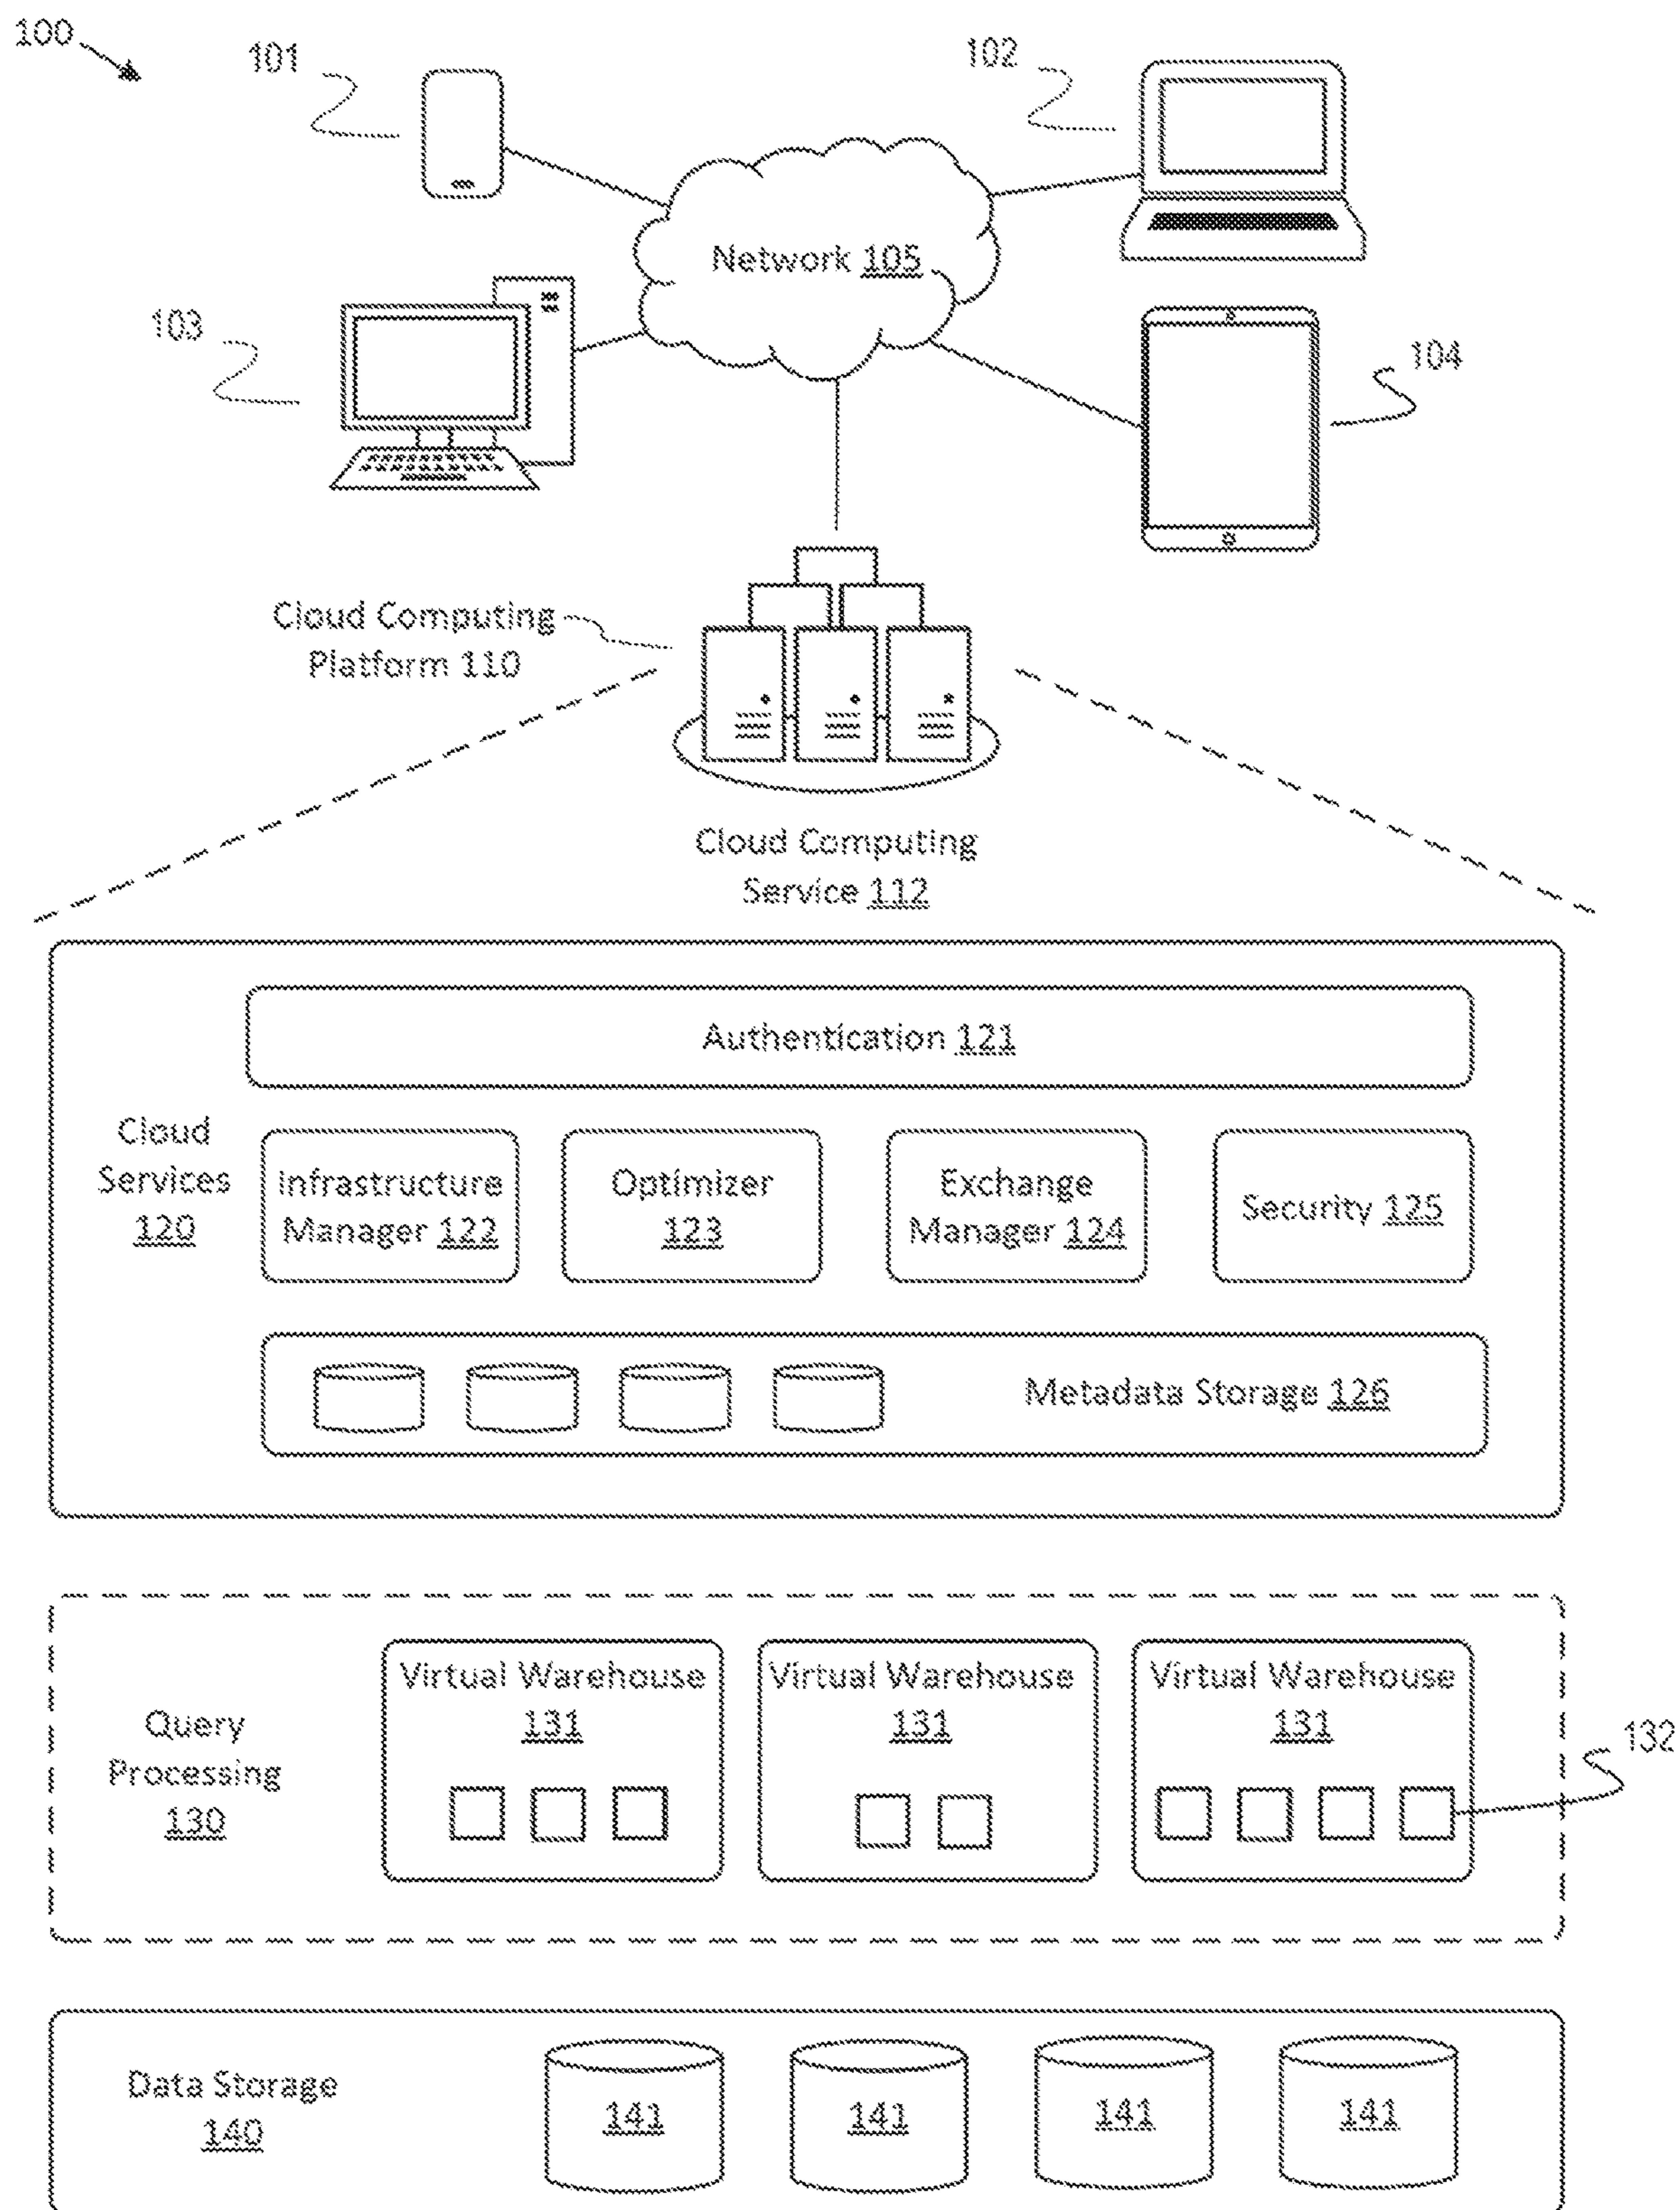 100
101
102
Network 105
103
104
Cloud Computing
Platform 110
Cloud Computing
Service 112
Authentication 121
Cloud
Services
120
Infrastructure
Manager 122
Optimizer
123
Exchange
Manager 124
Security 125
Metadata Storage 126
Query
Processing
130
Virtual Warehouse
131
Virtual Warehouse
131
Virtual Warehouse
131
132
Data Storage
140
141
141
141
141